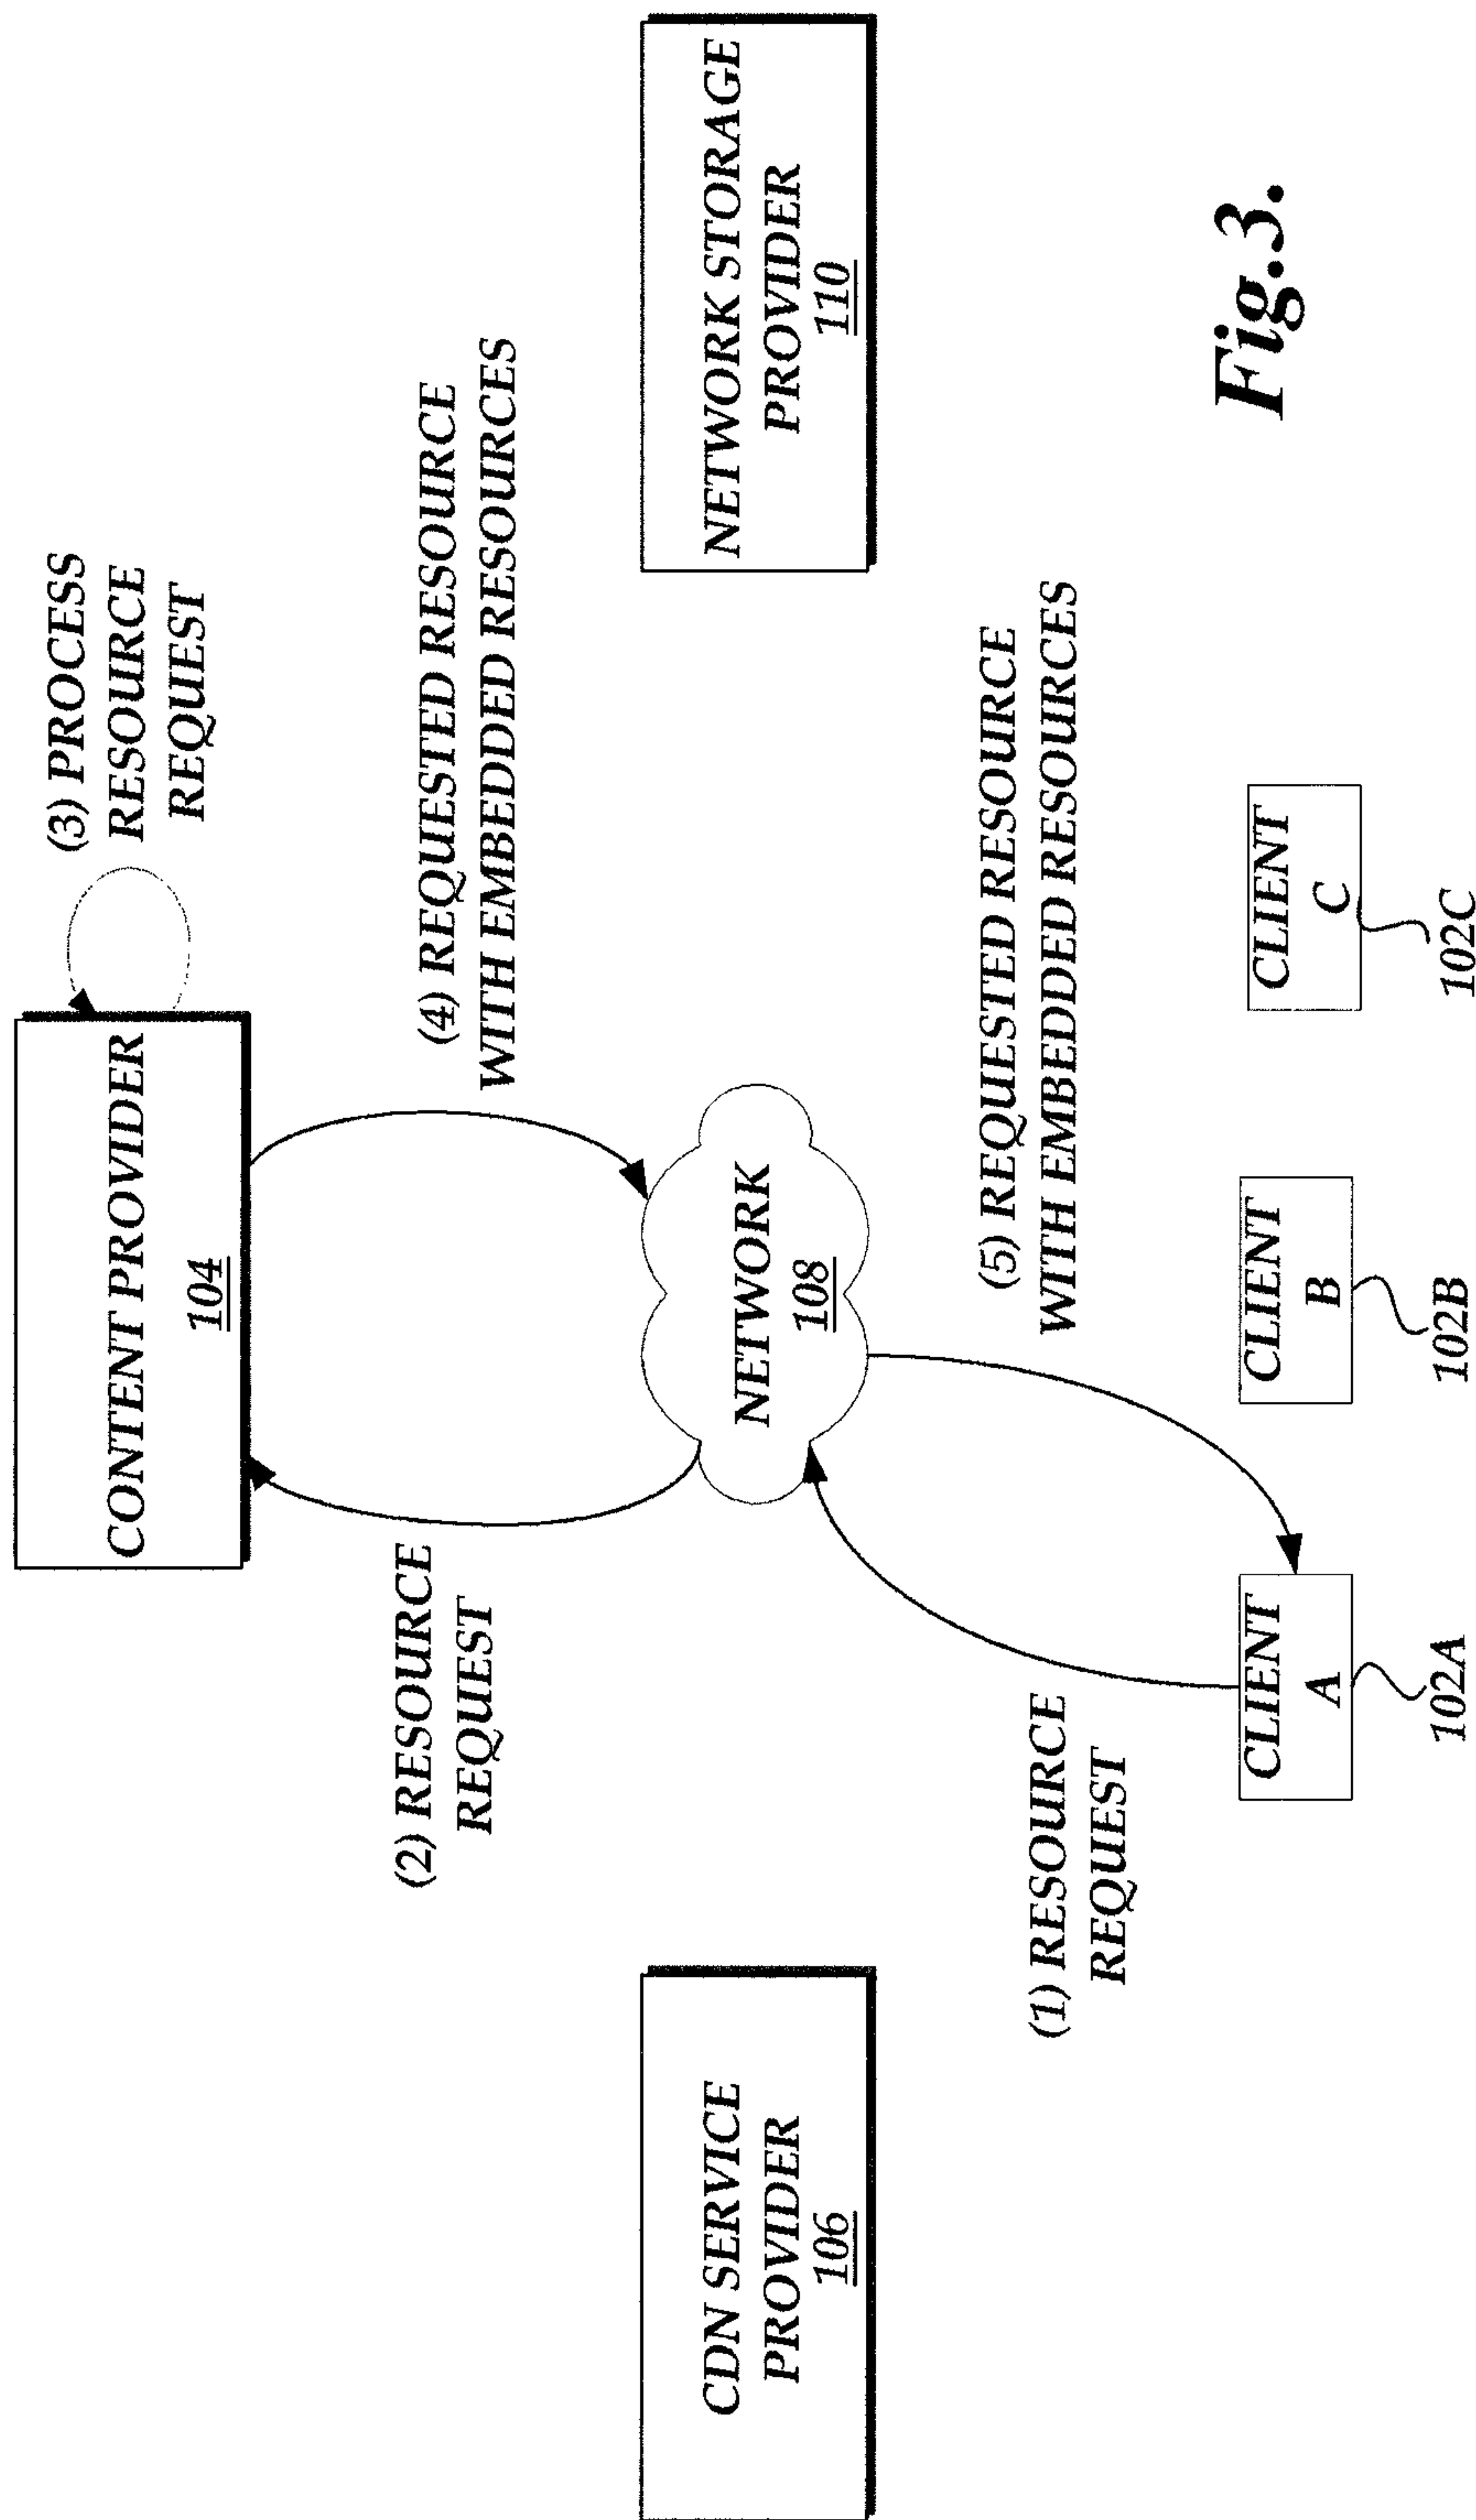 CONTENT PROVIDER
104
(3) PROCESS
RESOURCE
REQUEST
(2) RESOURCE
REQUEST
(4) REQUESTED RESOURCE
WITH EMBEDDED RESOURCES
CDN SERVICE
PROVIDER
106
NETWORK
108
NETWORK STORAGE
PROVIDER
110
(1) RESOURCE
REQUEST
(5) REQUESTED RESOURCE
WITH EMBEDDED RESOURCES
CLIENT
A
102A
CLIENT
B
102B
CLIENT
C
102C
Fig.3.